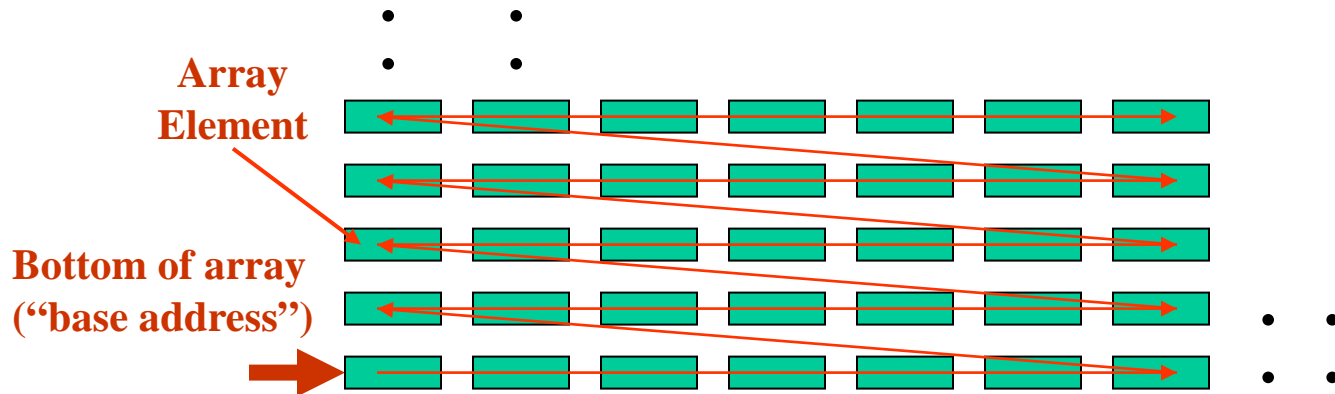 Array
Element
Bottom of array
(“base address”)